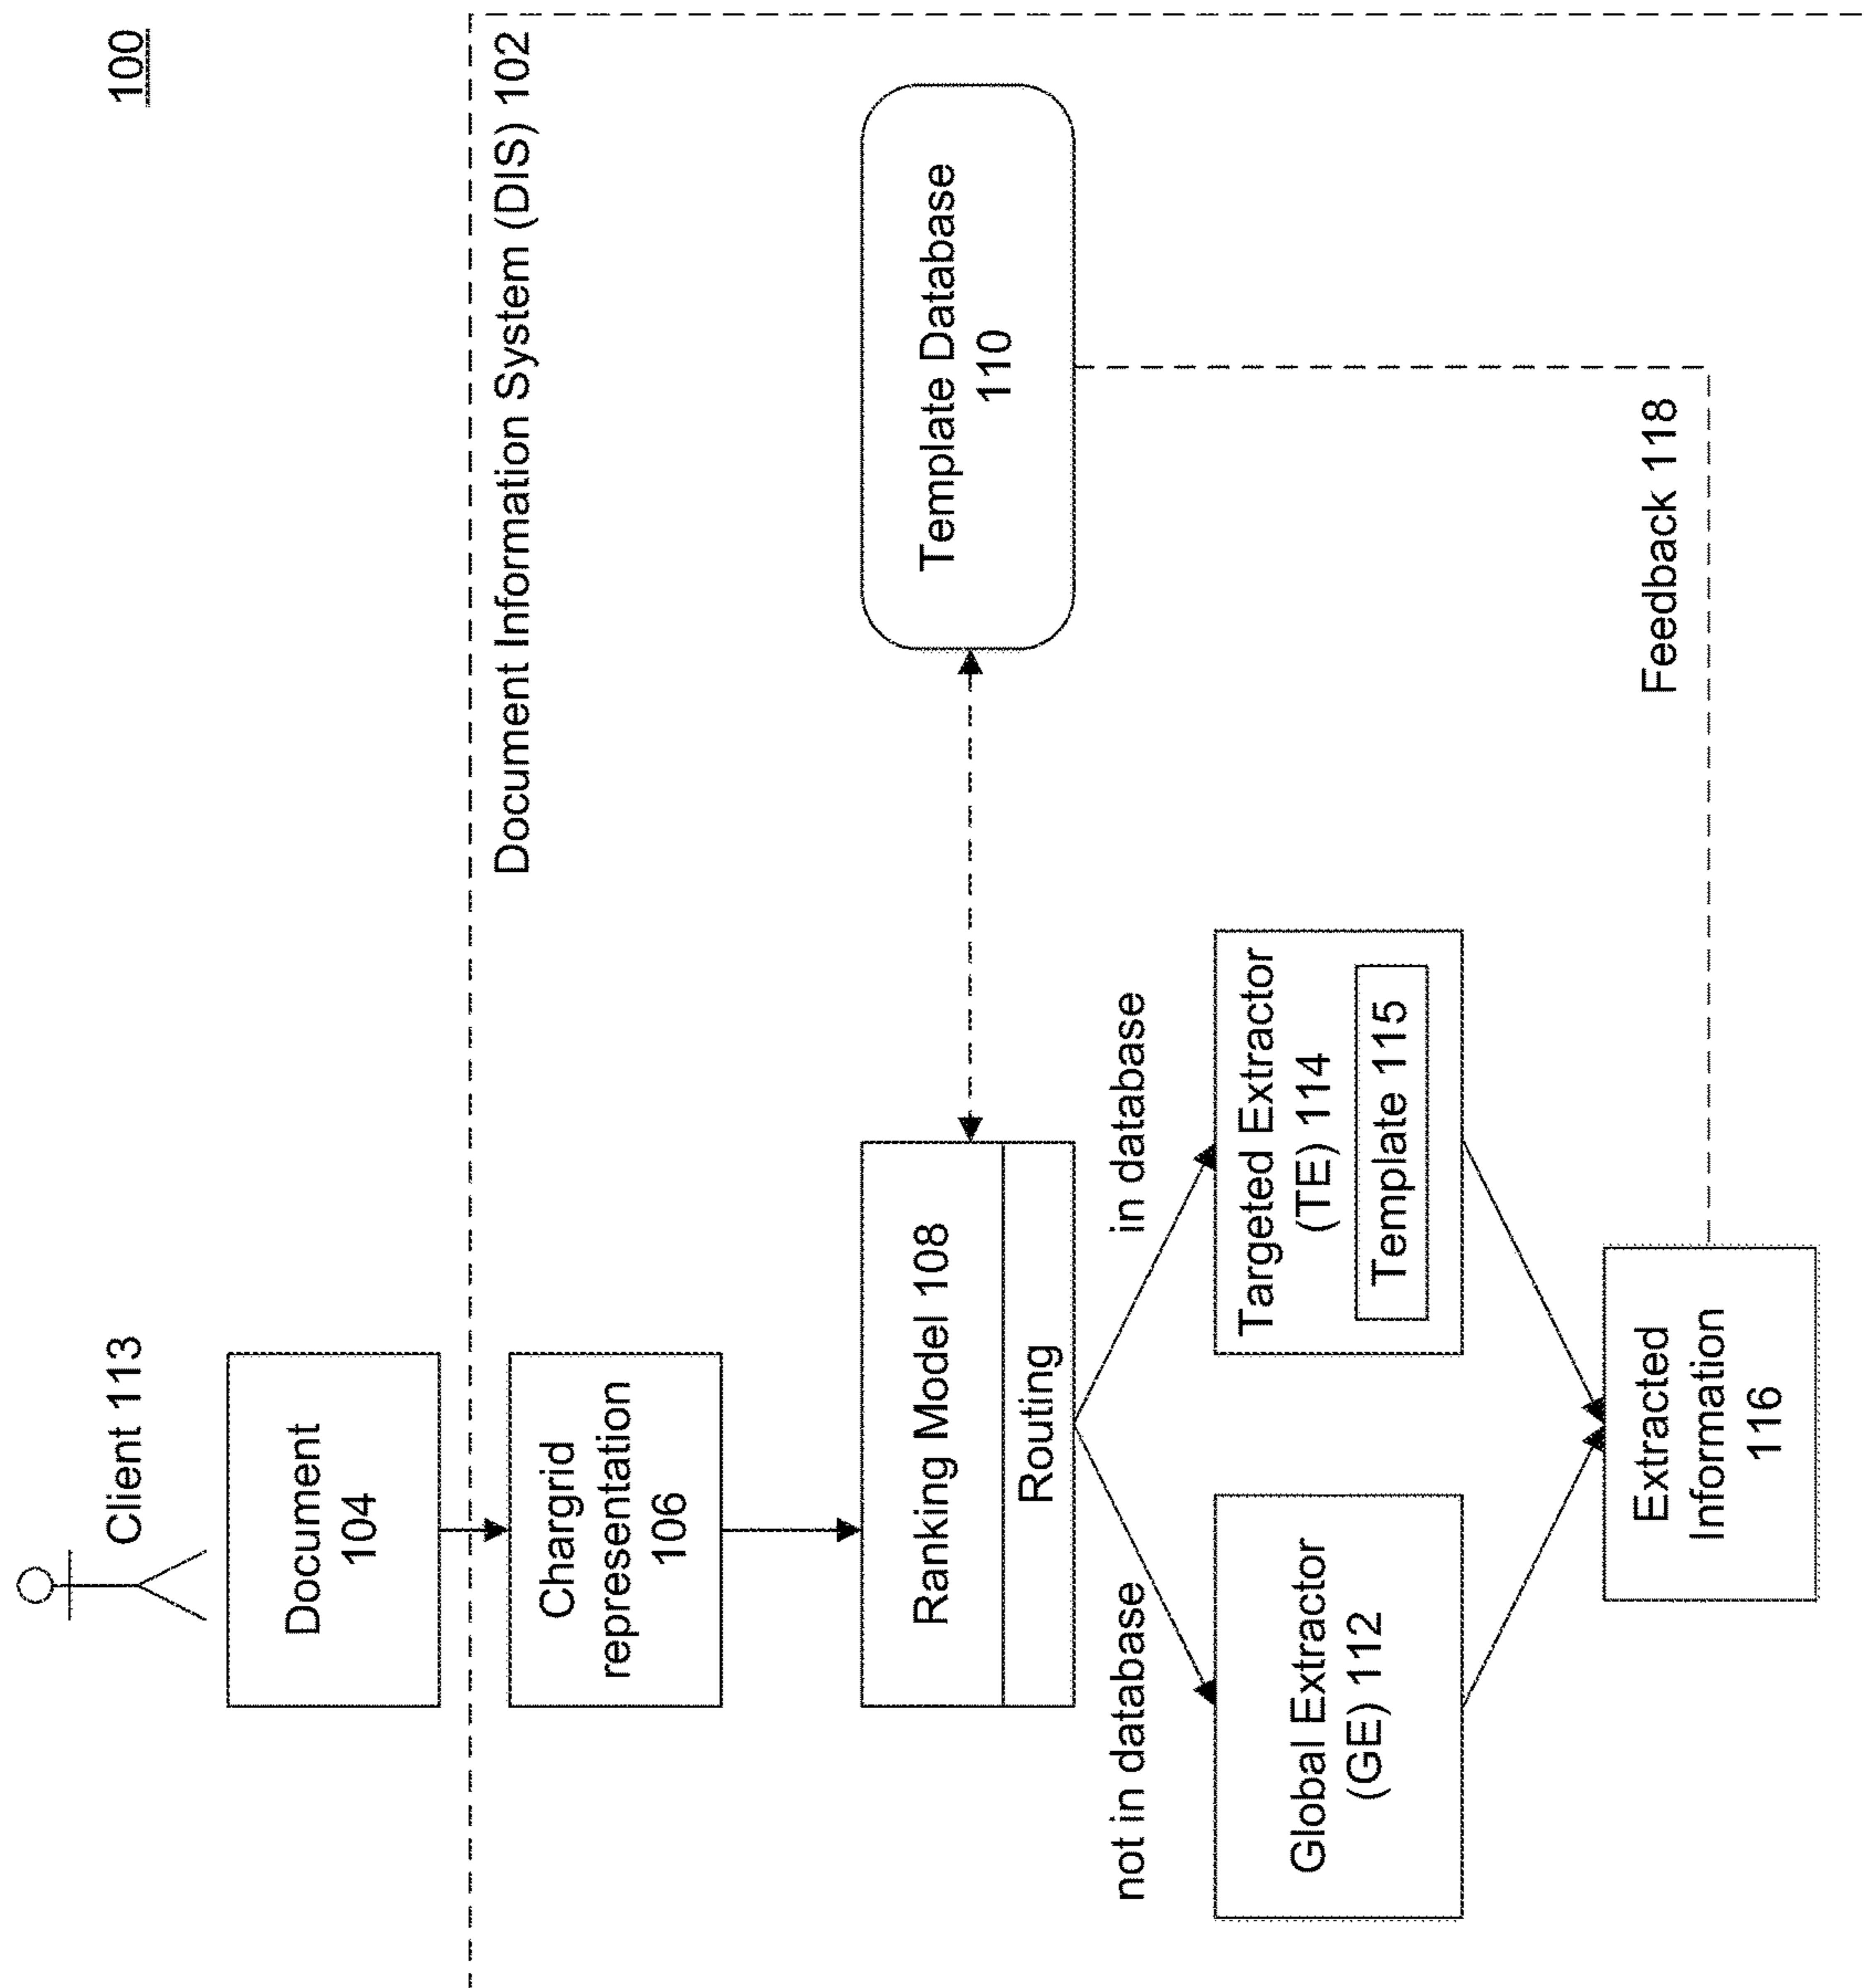 100
Client 113
Document
104
Document Information System (DIS) 102
Chargrid
representation
106
Ranking Model 108
Routing
Template Database
110
not in database
in database
Global Extractor
(GE) 112
Targeted Extractor
(TE) 114
Template 115
Extracted
Information
116
Feedback 118